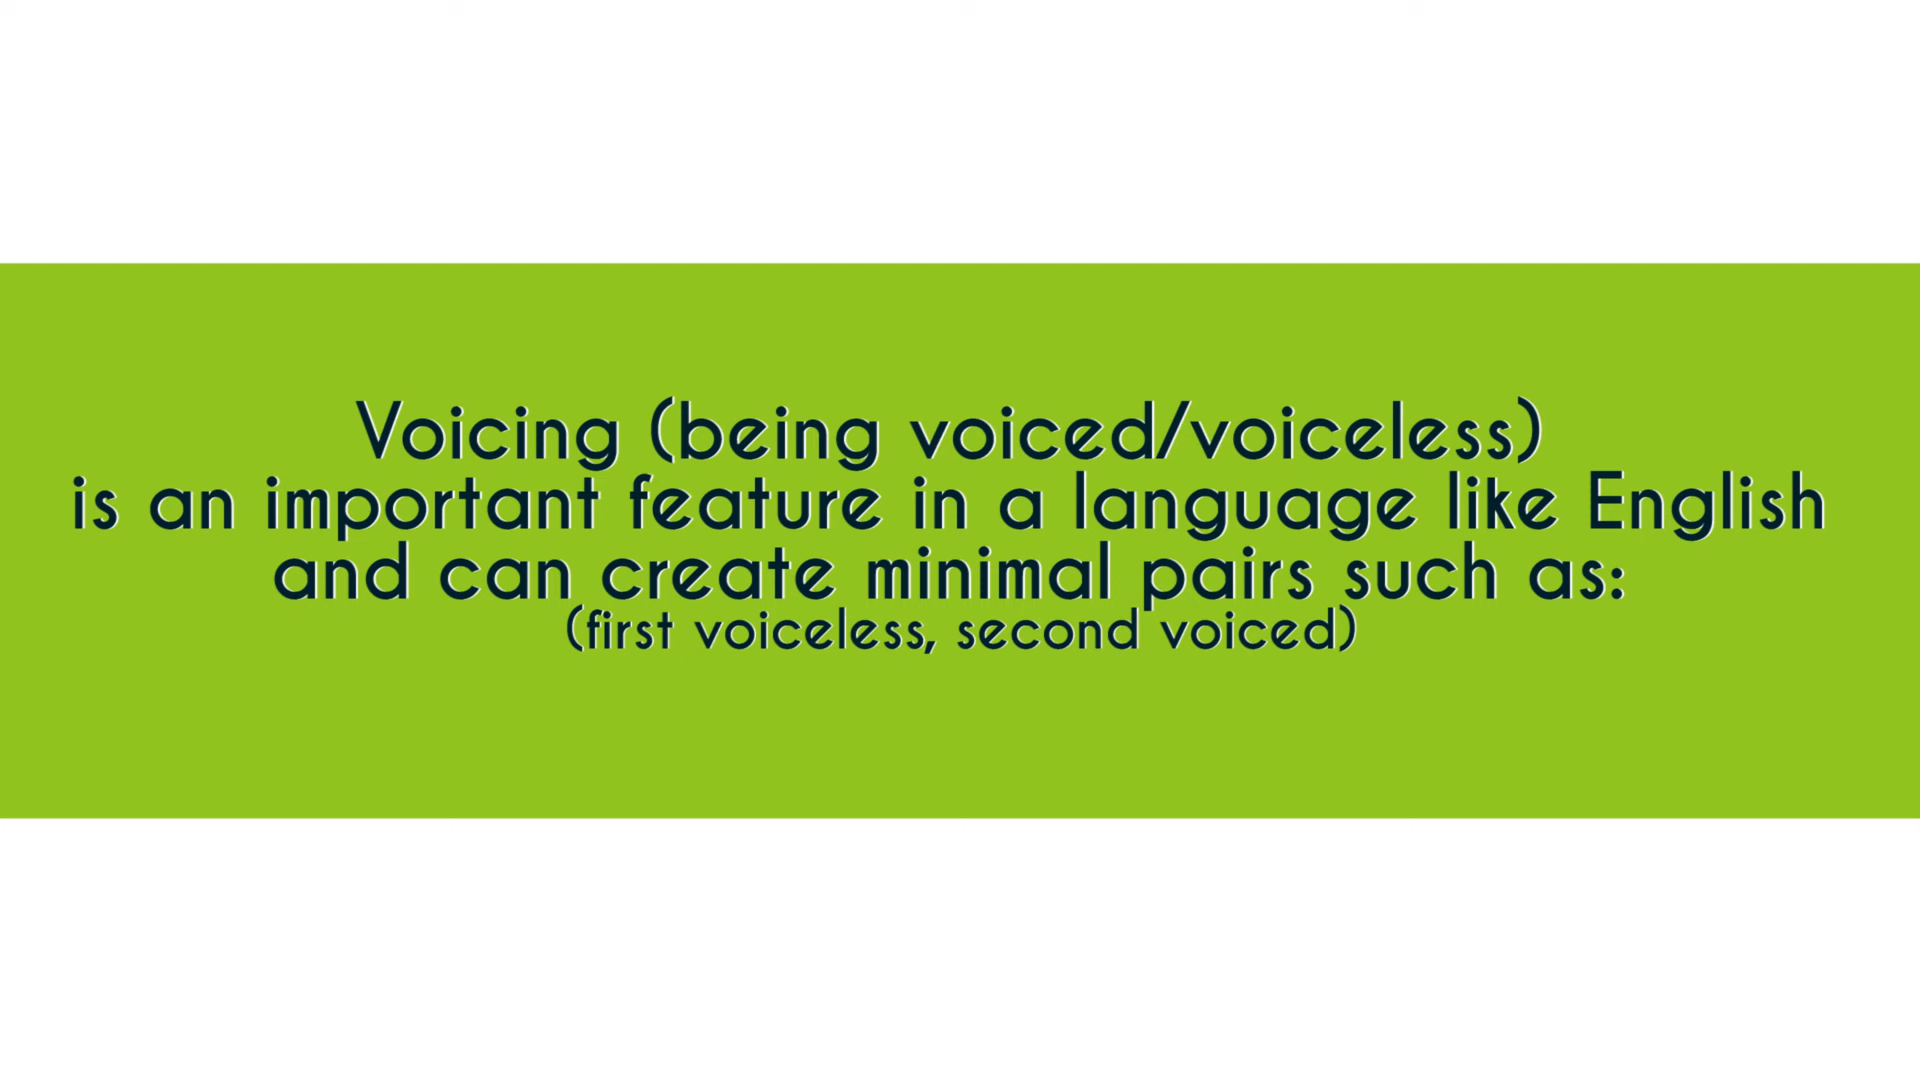 Voicing (being voiced/voiceless)
is an important feature in a language like English
and can create minimal pairs such as:
(first voiceless, second voiced)